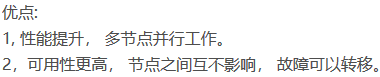 优点:
1, 性能提升， 多节点并行工作。
2，可用性更高， 节点之间互不影响， 故障可以转移。